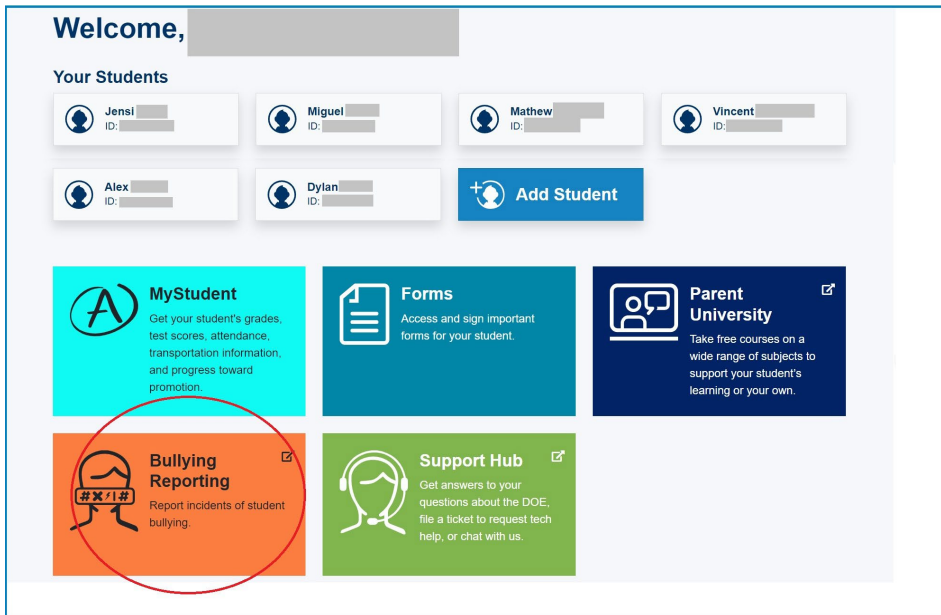 Welcome,
Your Students
Jensi
ID:
Miguel
ID:
Mathew
ID:
Vincent
ID:
Alex
ID:
Dylan
ID:
Add Student
MyStudent
Get your student's grades,
test scores, attendance,
transportation information,
and progress toward
promotion.
Forms
Access and sign important
forms for your student.
Parent
University
Take free courses on a
wide range of subjects to
support your student's
learning or your own.
Bullying
Reporting
Report incidents of student
bullying.
Support Hub
Get answers to your
questions about the DOE,
file a ticket to request tech
help, or chat with us.